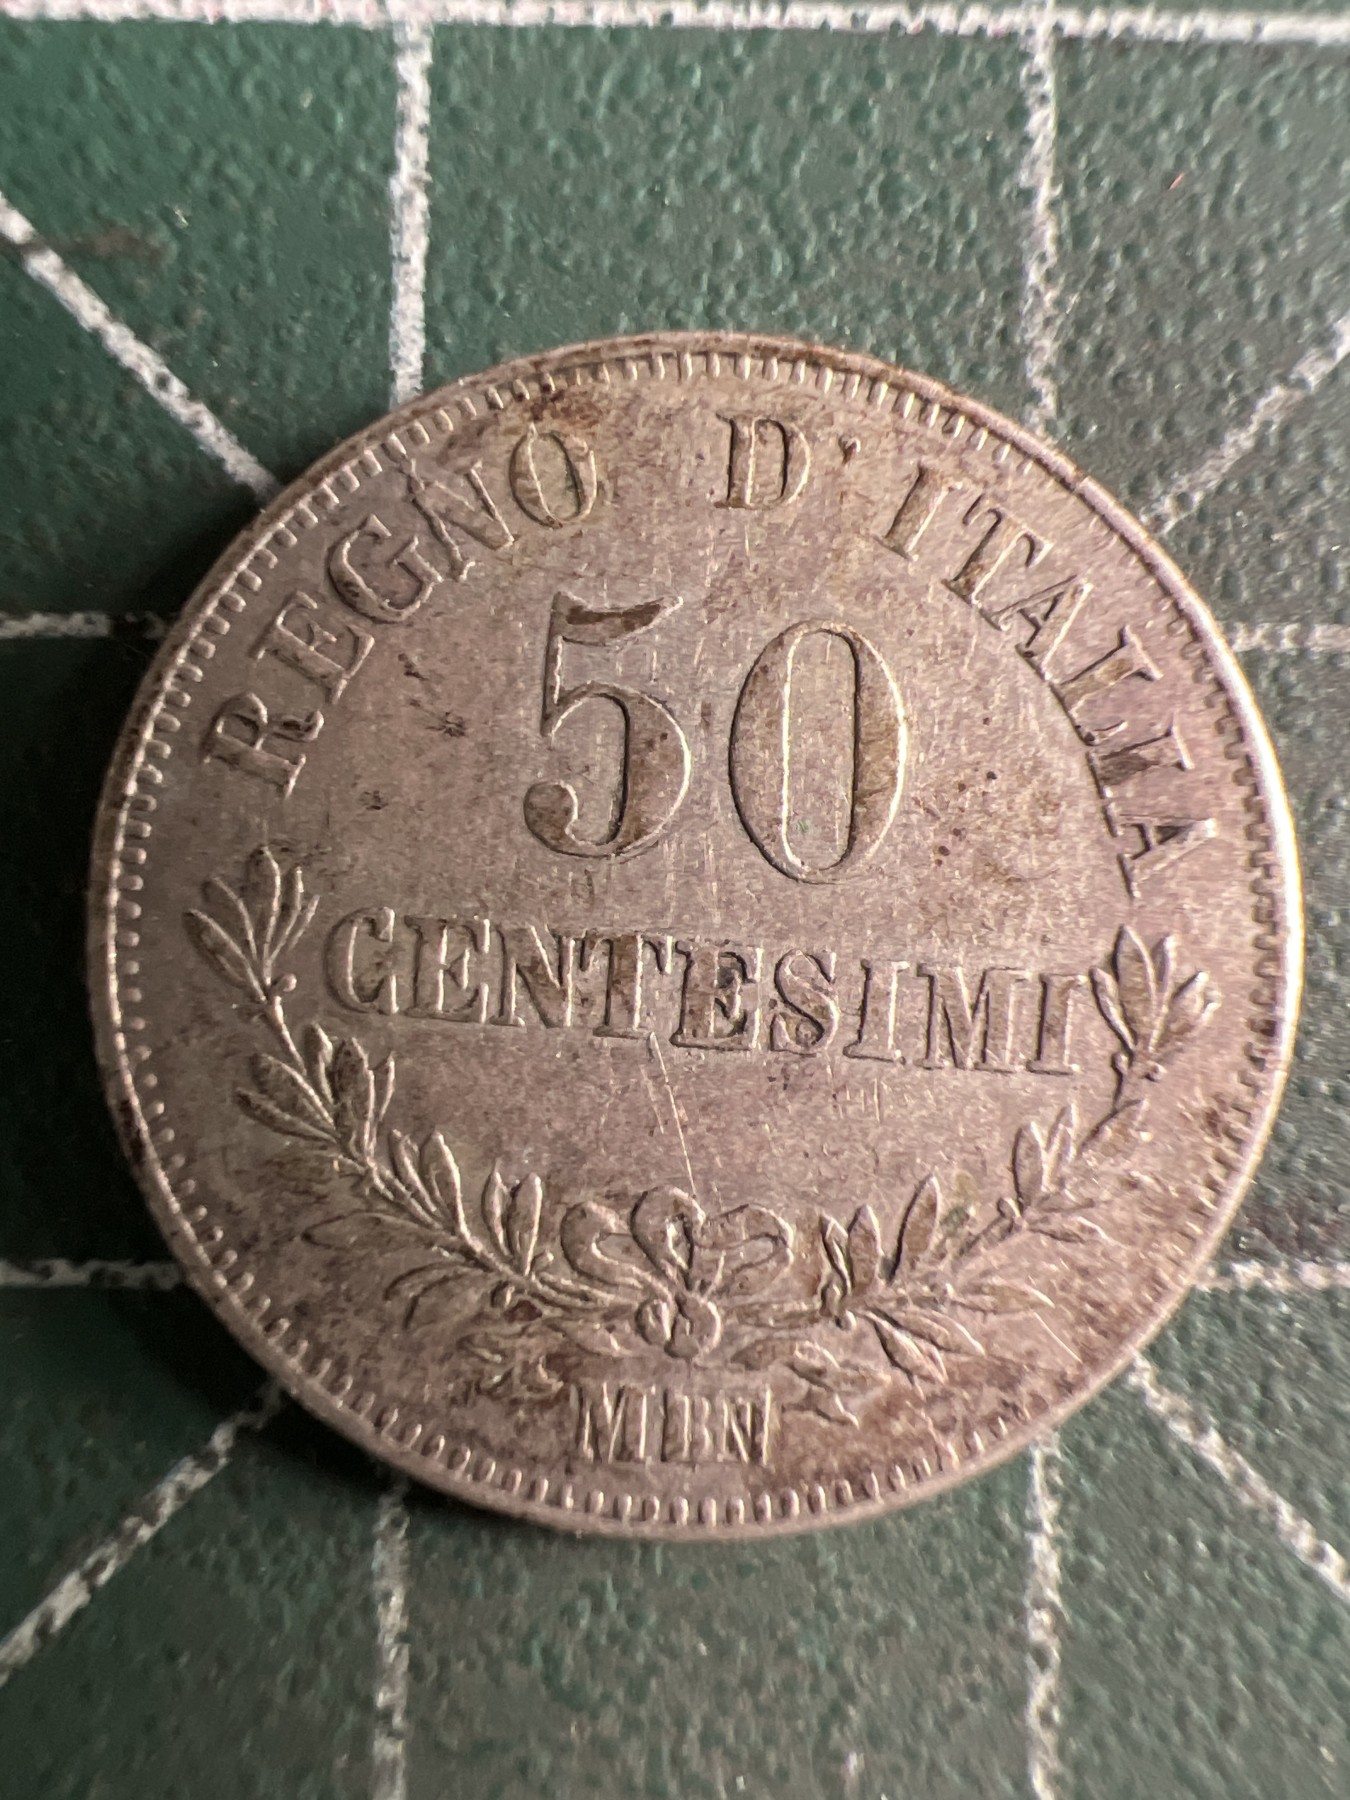 REGNO D'ITALIA
50
CENTESIMI
M BN